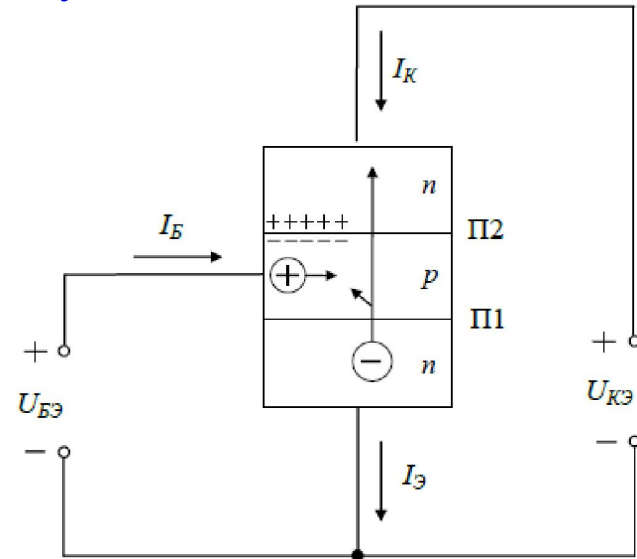 I_К
n
+++++
I_Б
П2
– – – – –
+
p
П1
+
–
n
+
U_БЭ
U_КЭ
–
–
I_Э